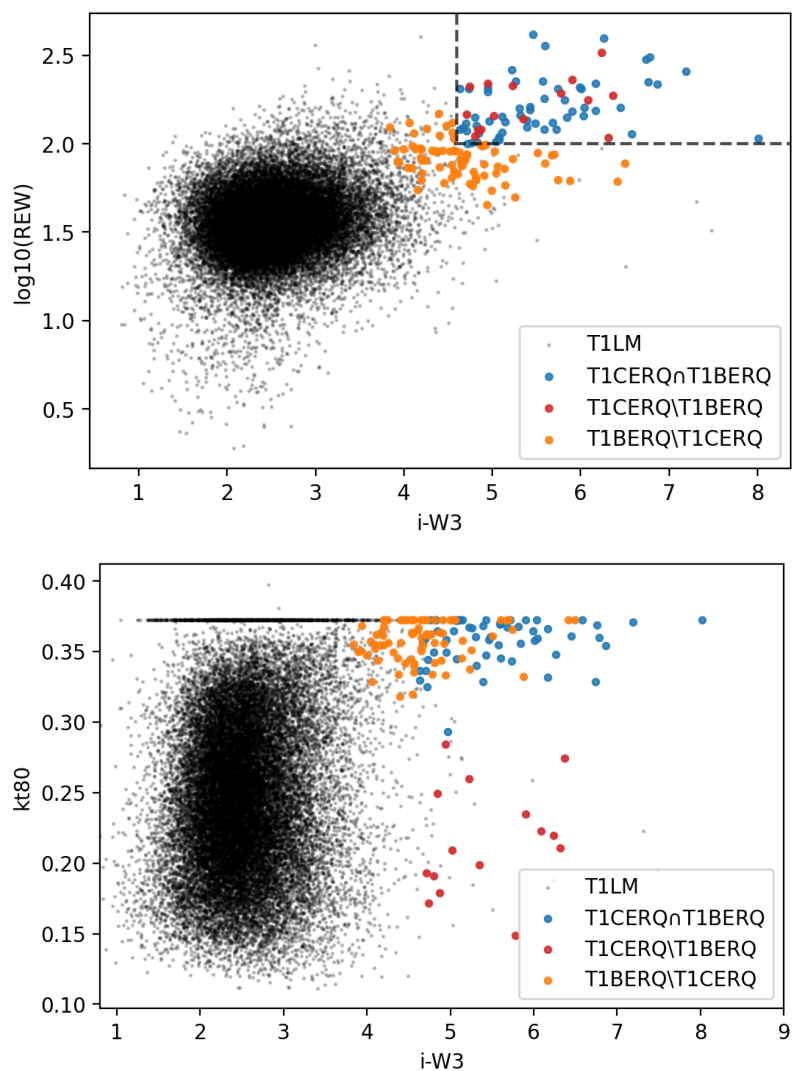 2.5
2.0
1.5
1.0
0.5
log10(REW)
T1LM
T1CERQ∩T1BERQ
T1CERQ\T1BERQ
T1BERQ\T1CERQ
1 2 3 4 5 6 7 8
i-W3
0.40
0.35
0.30
0.25
0.20
0.15
0.10
kt80
T1LM
T1CERQ∩T1BERQ
T1CERQ\T1BERQ
T1BERQ\T1CERQ
1 2 3 4 5 6 7 8 9
i-W3